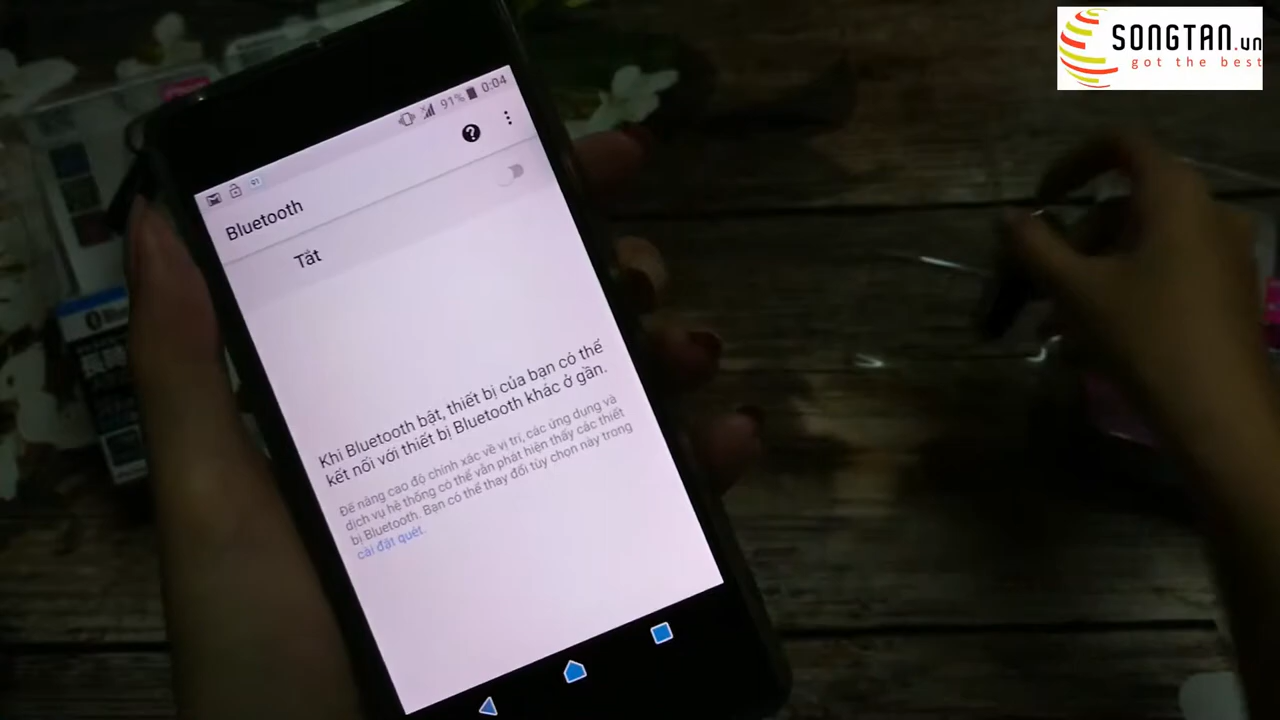 SONGTAN.vn
got the best
91% 0:04
Bluetooth
Tắt
Khi Bluetooth bật, thiết bị của bạn có thể
kết nối với thiết bị Bluetooth khác ở gần.
Để nâng cao độ chính xác về vị trí, các ứng dụng và
dịch vụ hệ thống có thể vẫn phát hiện thấy các thiết
bị Bluetooth. Bạn có thể thay đổi tùy chọn này trong
cài đặt quét.